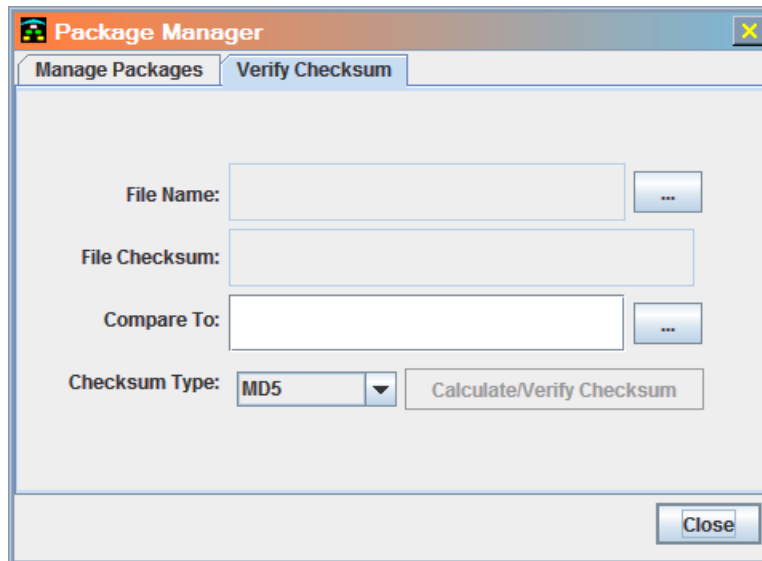 Package Manager
Manage Packages Verify Checksum
File Name: ...
File Checksum:
Compare To: ...
Checksum Type: MD5 Calculate/Verify Checksum
Close